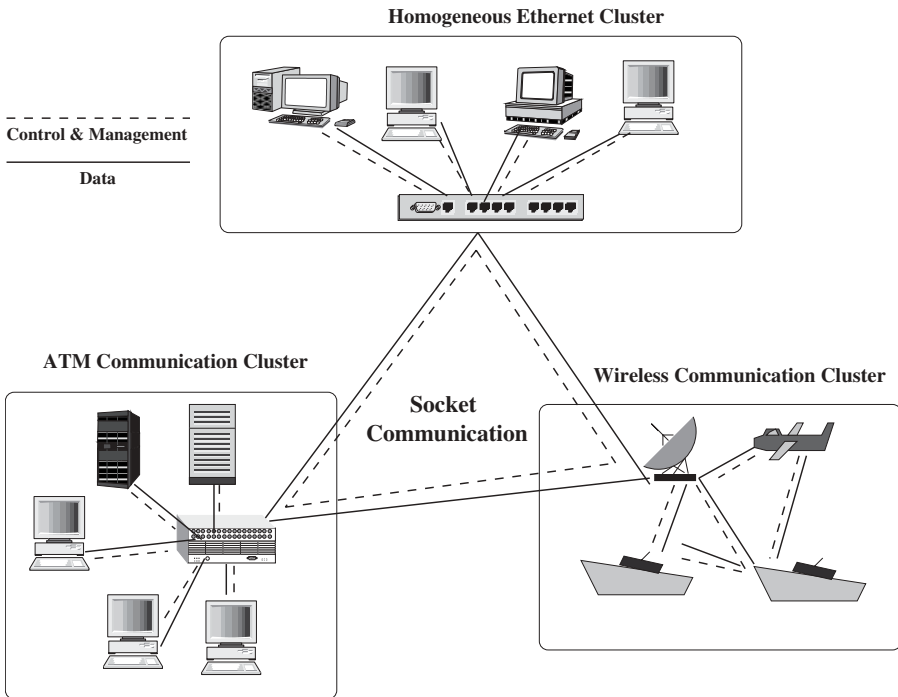 Homogeneous Ethernet Cluster
Control & Management
Data
ATM Communication Cluster
Wireless Communication Cluster
Socket
Communication